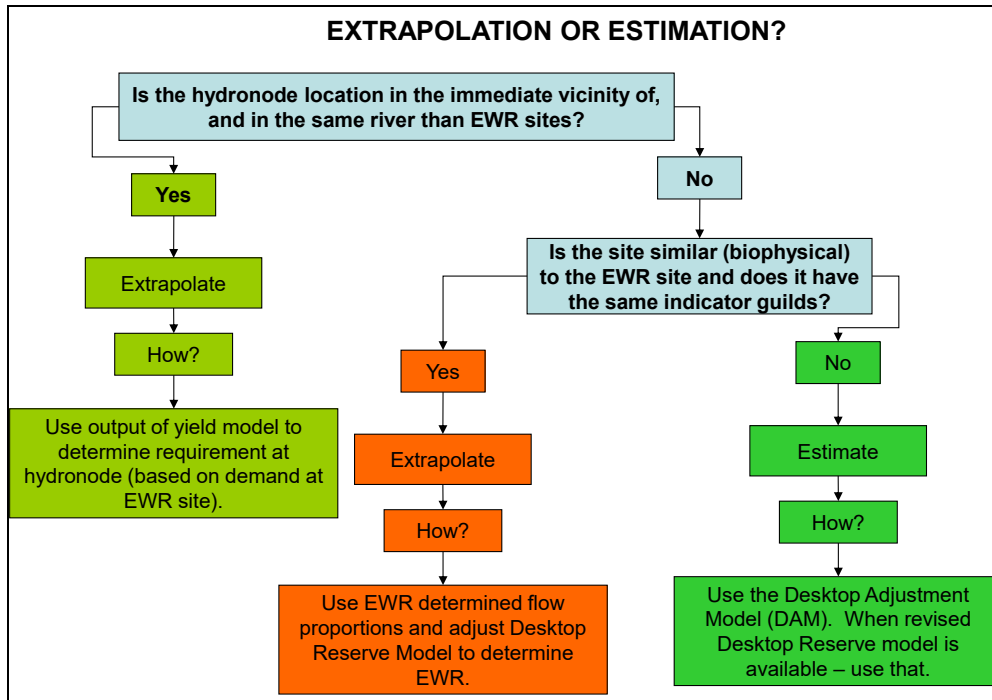 EXTRAPOLATION OR ESTIMATION?
Is the hydronode location in the immediate vicinity of,
and in the same river than EWR sites?
Yes
No
Extrapolate
Is the site similar (biophysical)
to the EWR site and does it have
the same indicator guilds?
How?
Yes
No
Use output of yield model to
determine requirement at
hydronode (based on demand at
EWR site).
Extrapolate
Estimate
How?
How?
Use EWR determined flow
proportions and adjust Desktop
Reserve Model to determine
EWR.
Use the Desktop Adjustment
Model (DAM).  When revised
Desktop Reserve model is
available – use that.